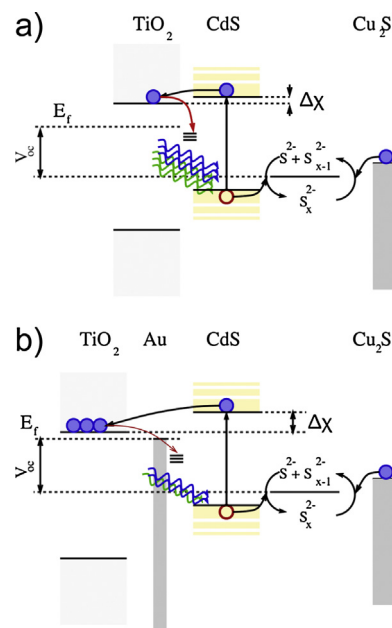 a)
TiO2 CdS Cu2S
Δχ
Ef
Voc
S2- + S2-x-1
S2-x
b)
TiO2 Au CdS Cu2S
Ef
Δχ
Voc
S2- + S2-x-1
S2-x